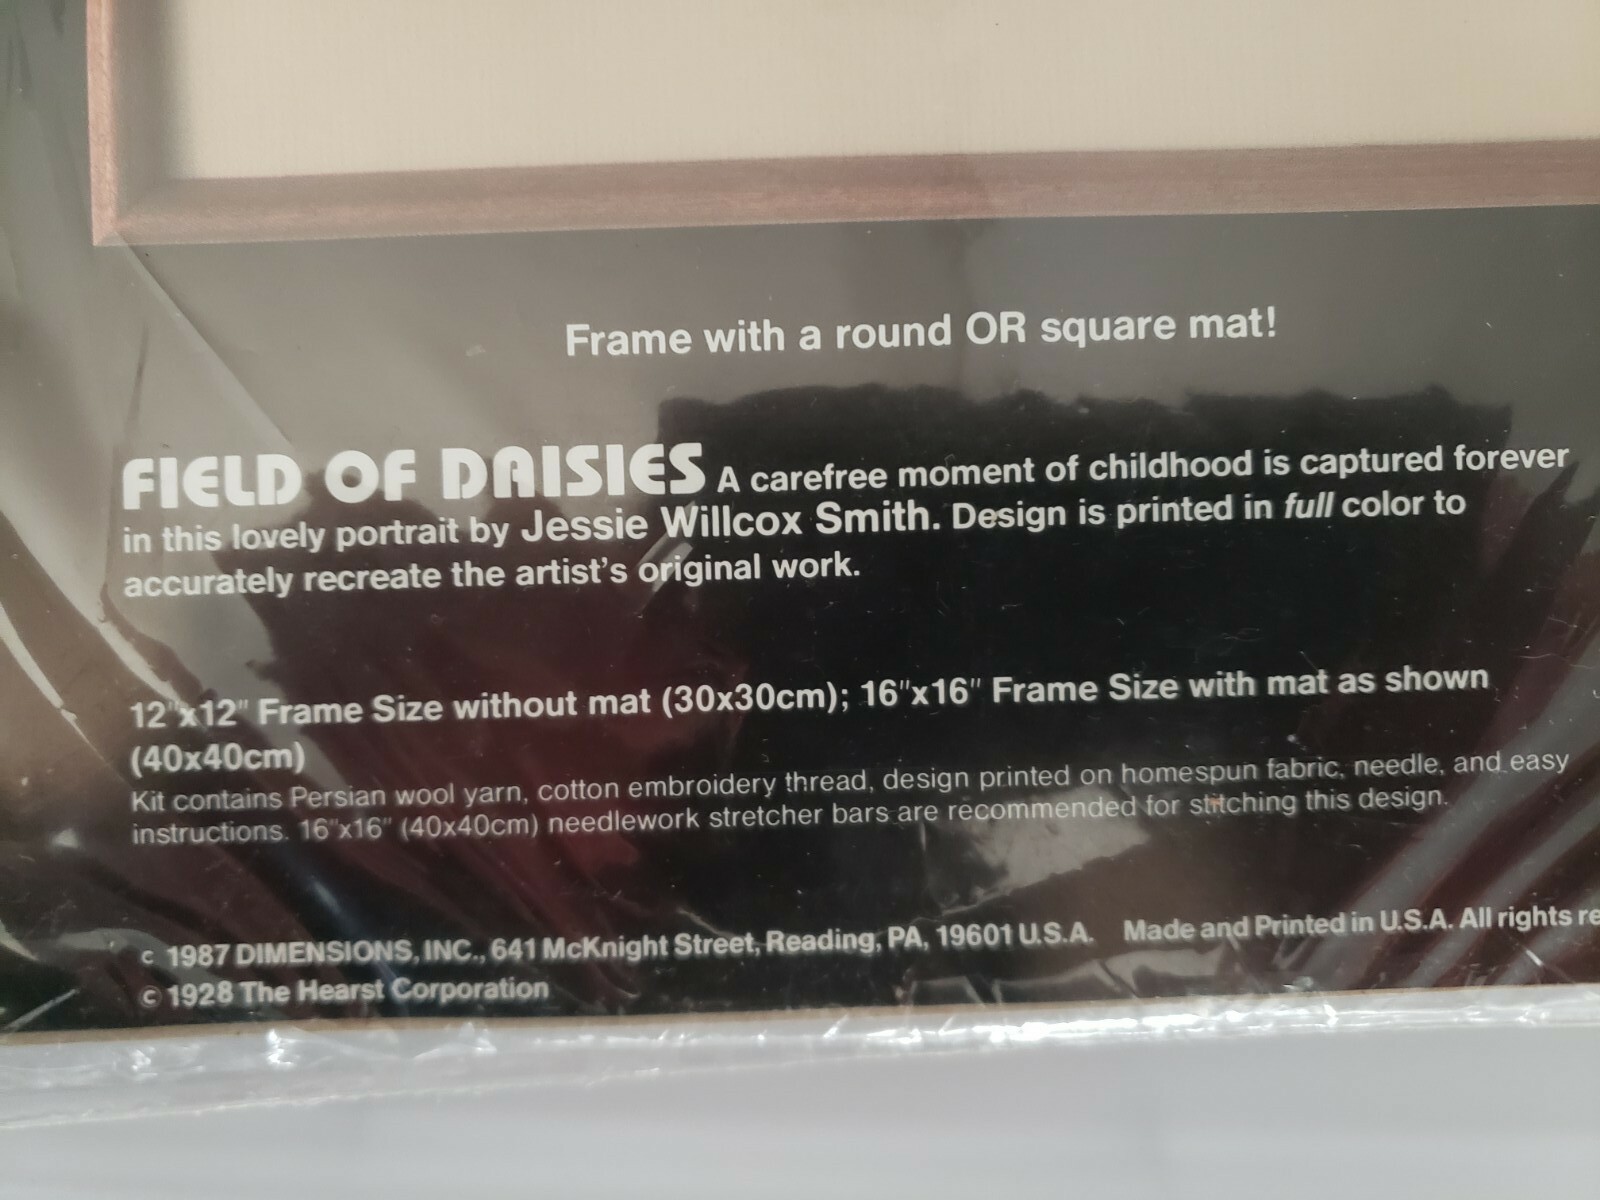 Frame with a round OR square mat!
FIELD OF DAISIES A carefree moment of childhood is captured forever
in this lovely portrait by Jessie Willcox Smith. Design is printed in full color to
accurately recreate the artist's original work.
12"x12" Frame Size without mat (30x30cm); 16"x16" Frame Size with mat as shown
(40x40cm)
Kit contains Persian wool yarn, cotton embroidery thread, design printed on homespun fabric, needle, and easy
instructions. 16"x16" (40x40cm) needlework stretcher bars are recommended for stitching this design.
c 1987 DIMENSIONS, INC., 641 McKnight Street, Reading, PA, 19601 U.S.A. Made and Printed in U.S.A. All rights re
© 1928 The Hearst Corporation